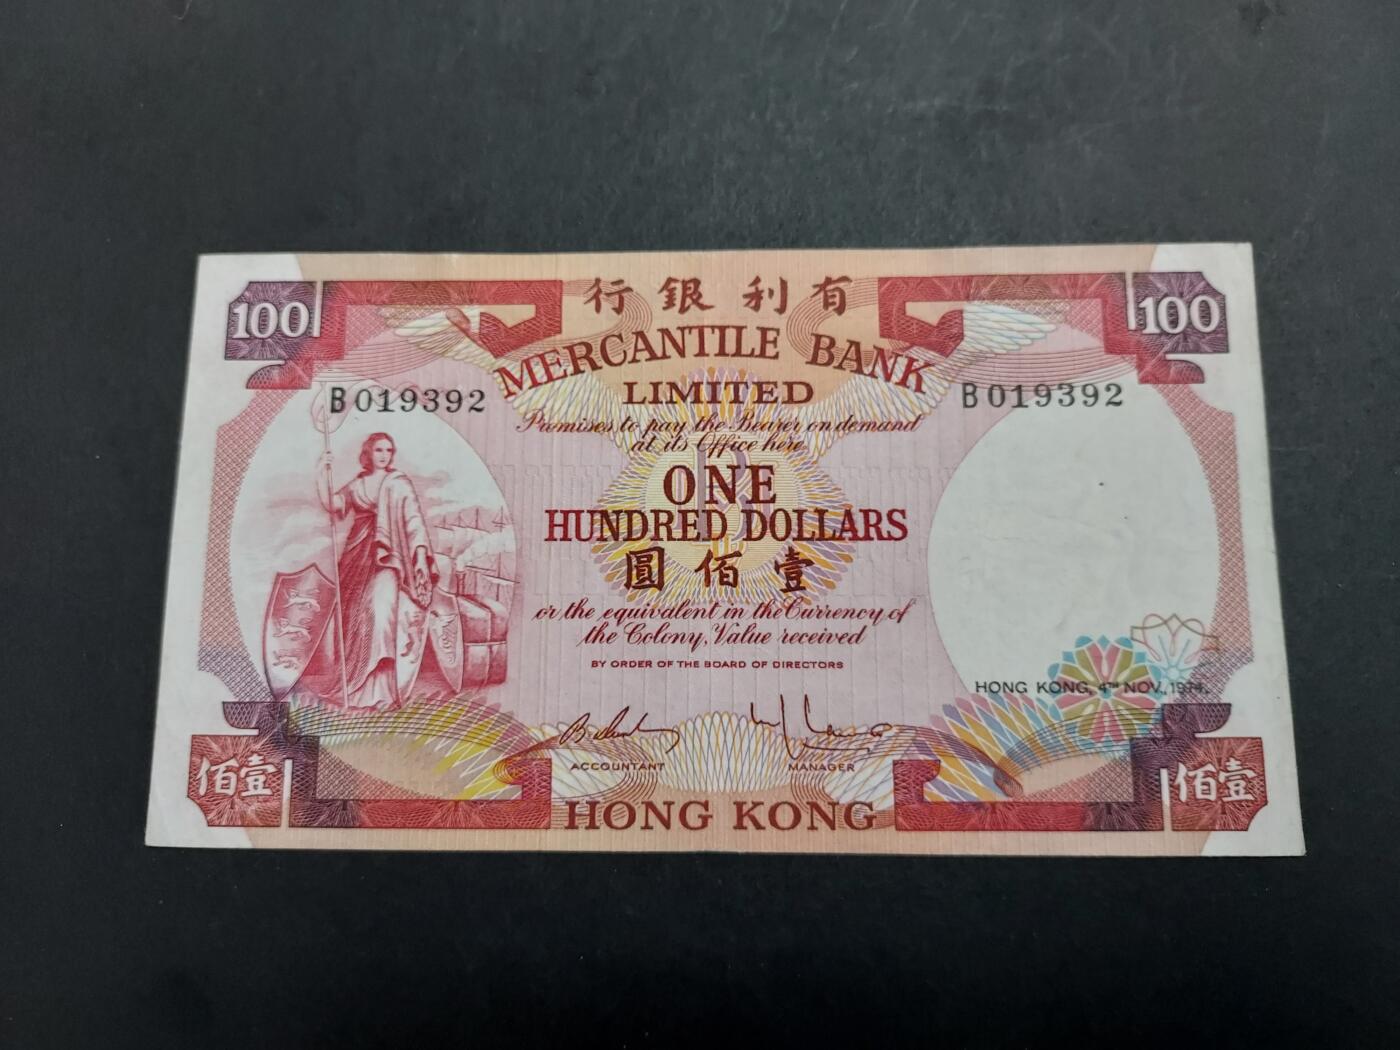 100
行銀利有
100
MERCANTILE BANK
LIMITED
B 019392
B 019392
Promises to pay the Bearer on demand
at its Office here
ONE
HUNDRED DOLLARS
圓佰壹
or the equivalent in the Currency of
the Colony, Value received
BY ORDER OF THE BOARD OF DIRECTORS
HONG KONG, 4TH NOV., 1974.
ACCOUNTANT
MANAGER
佰壹
HONG KONG
佰壹